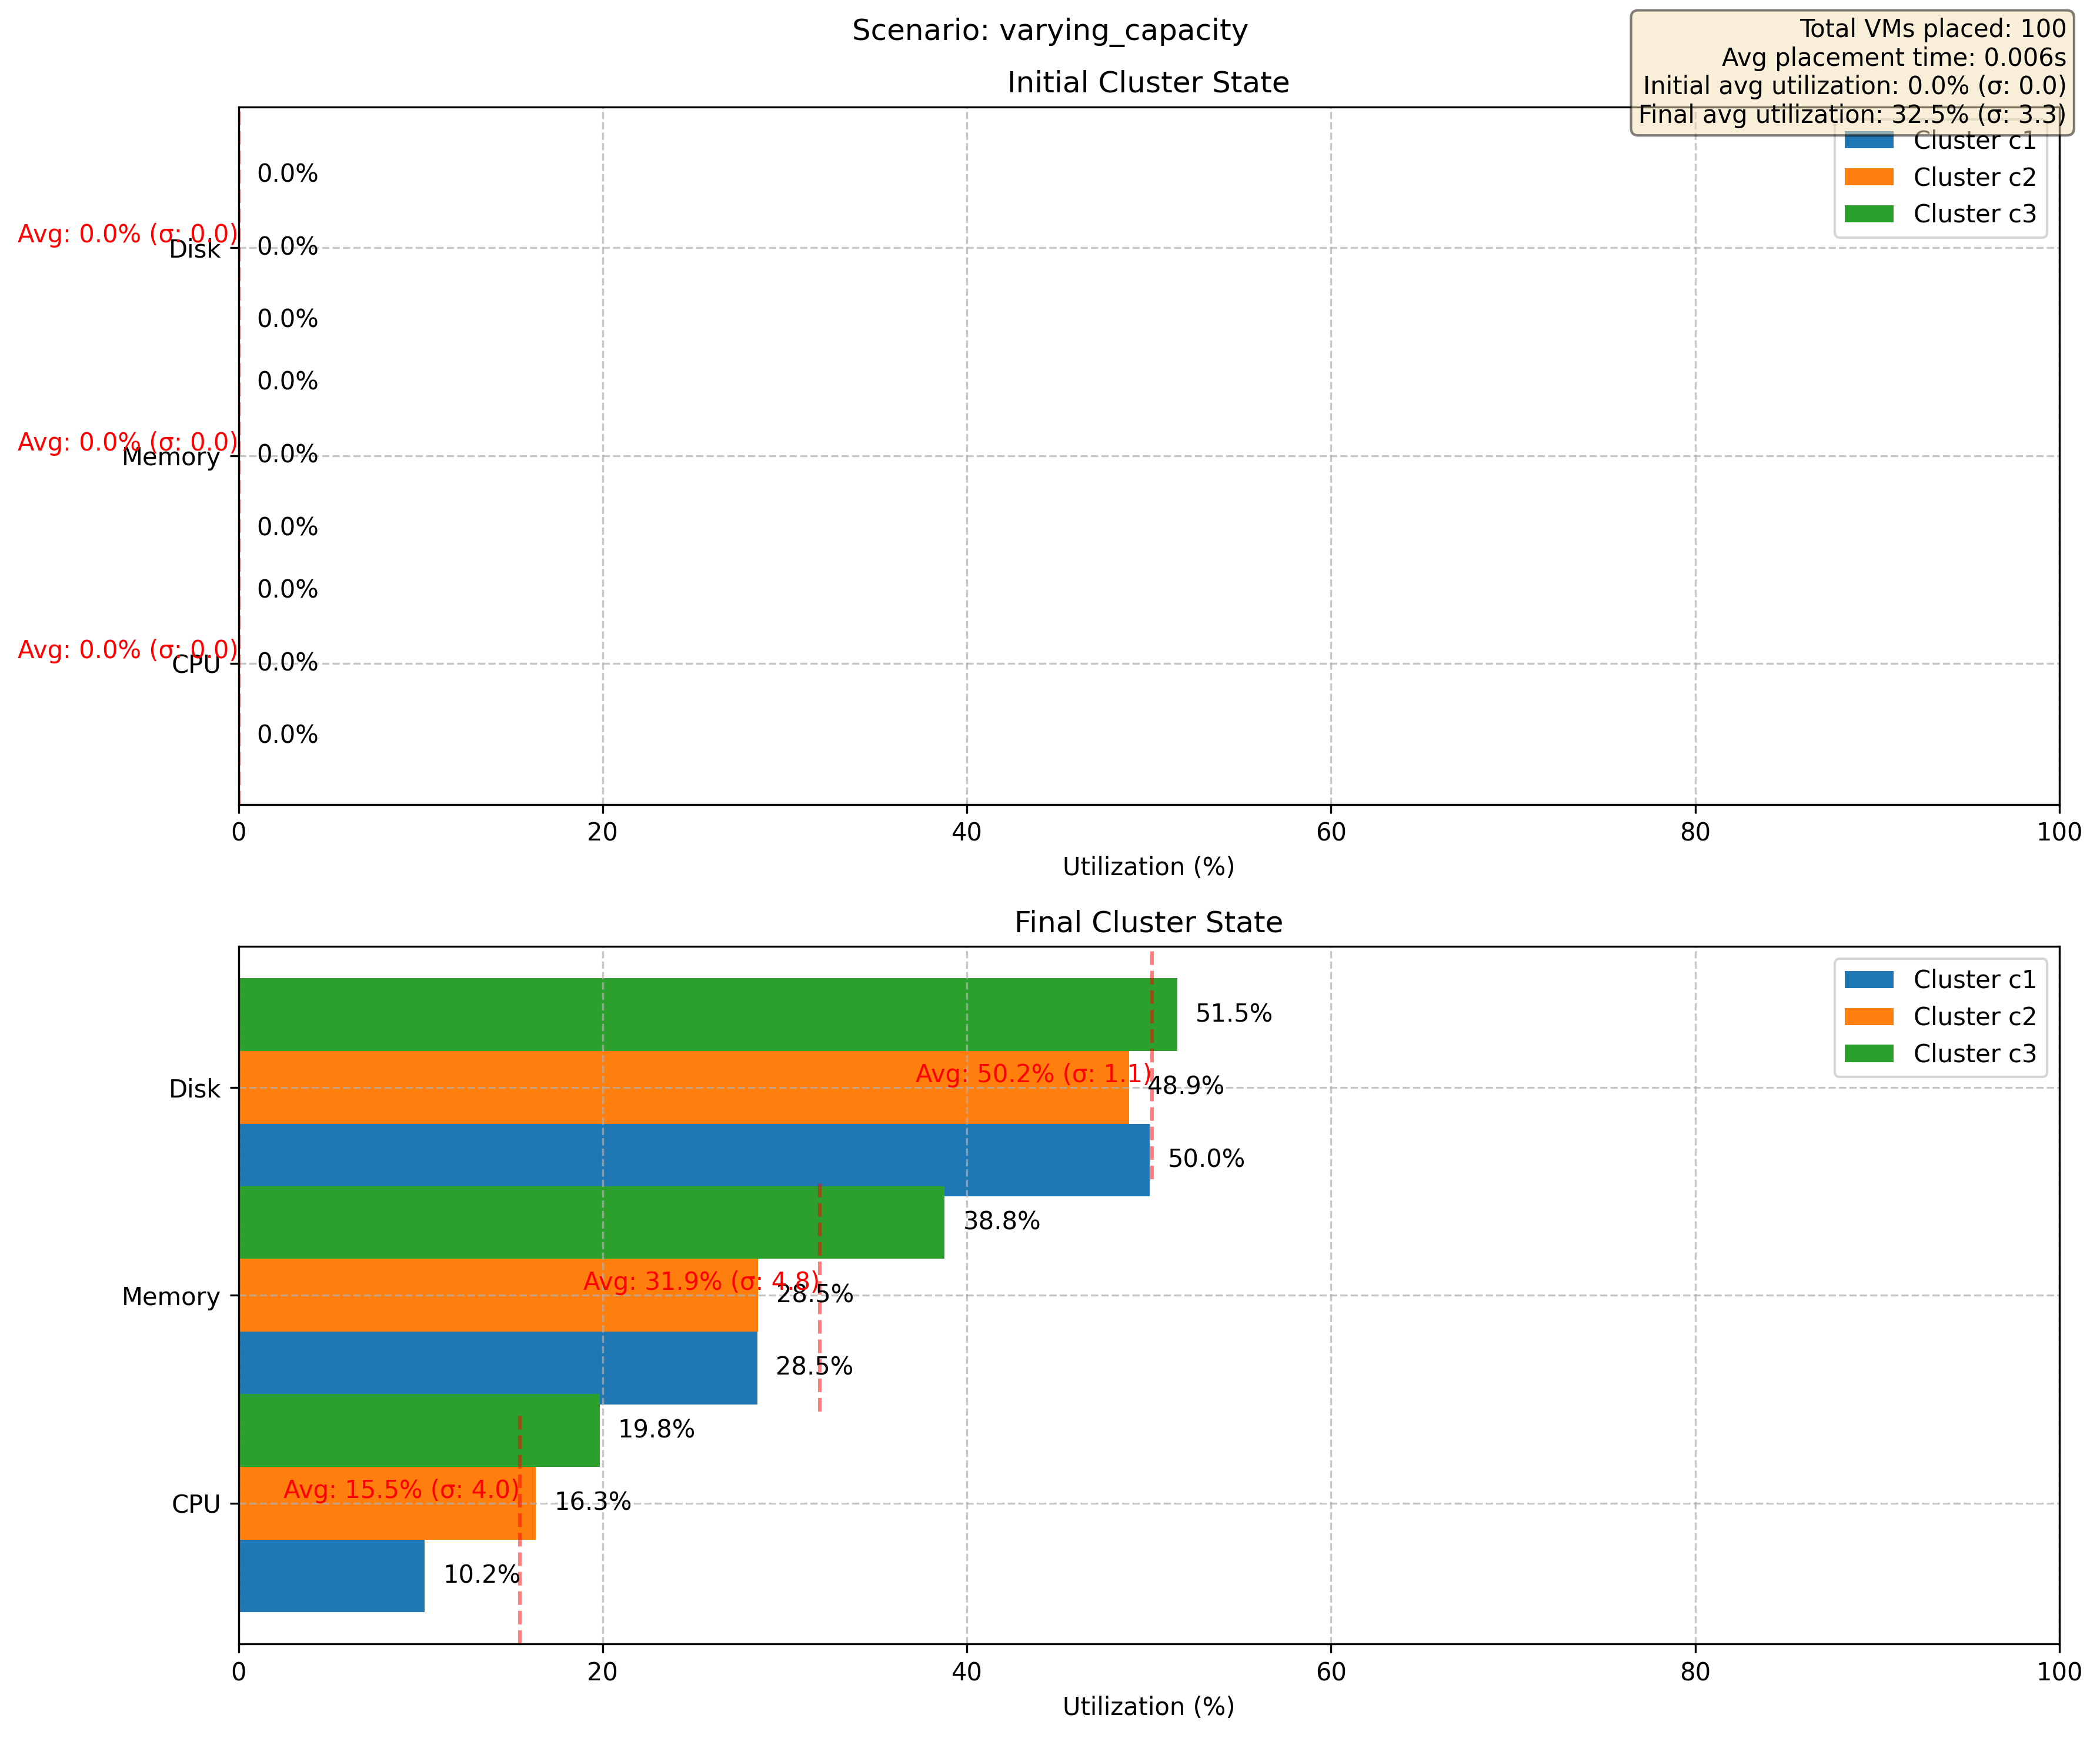 Scenario: varying_capacity
Total VMs placed: 100
Avg placement time: 0.006s
Initial avg utilization: 0.0% (σ: 0.0)
Final avg utilization: 32.5% (σ: 3.3)
Initial Cluster State
Cluster c1
Cluster c2
Cluster c3
0.0%
Avg: 0.0% (σ: 0.0)
Disk
0.0%
0.0%
0.0%
Avg: 0.0% (σ: 0.0)
Memory
0.0%
0.0%
0.0%
Avg: 0.0% (σ: 0.0)
CPU
0.0%
0.0%
0 20 40 60 80 100
Utilization (%)
Final Cluster State
Cluster c1
Cluster c2
Cluster c3
51.5%
Avg: 50.2% (σ: 1.1)
Disk
48.9%
50.0%
38.8%
Avg: 31.9% (σ: 4.8)
Memory
28.5%
28.5%
19.8%
Avg: 15.5% (σ: 4.0)
CPU
16.3%
10.2%
0 20 40 60 80 100
Utilization (%)